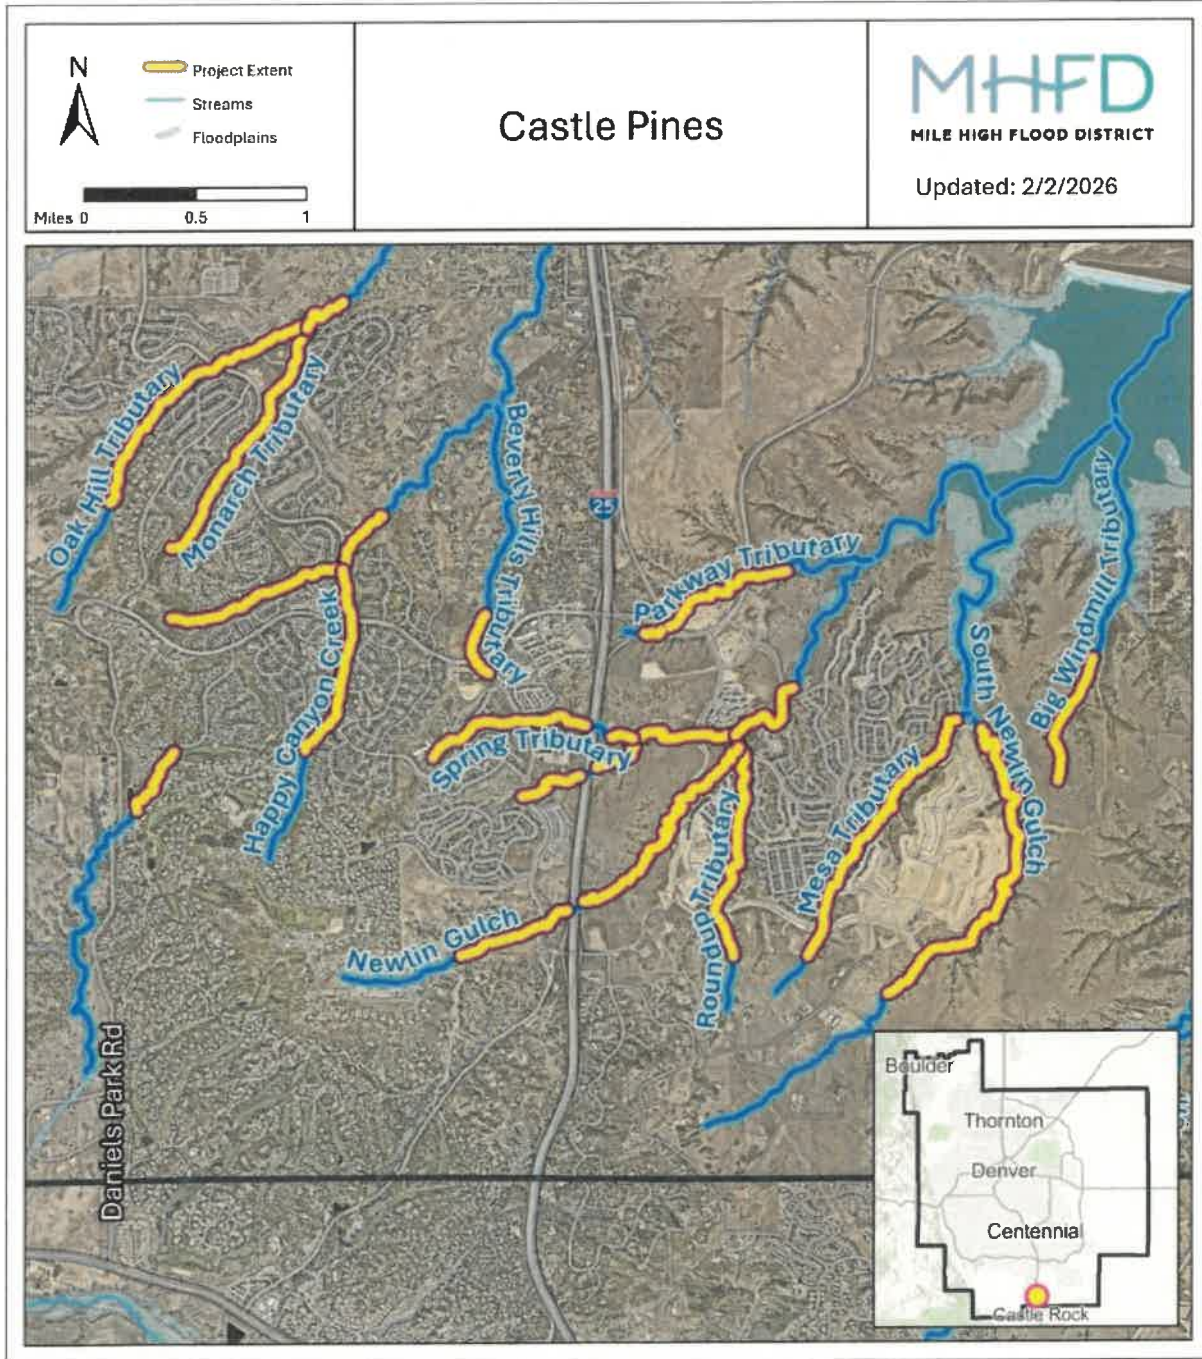 N
Project Extent
Streams
Floodplains
Miles 0 0.5 1
Castle Pines
MHFD
MILE HIGH FLOOD DISTRICT
Updated: 2/2/2026
Oak Hill Tributary
Monarch Tributary
Beverly Hills Tributary
25
Parkway Tributary
Big Windmill Tributary
South Newlin Gulch
Happy Canyon Creek
Spring Tributary
Mesa Tributary
Roundup Tributary
Newlin Gulch
Daniels Park Rd
Boulder
Thornton
Denver
Centennial
Castle Rock